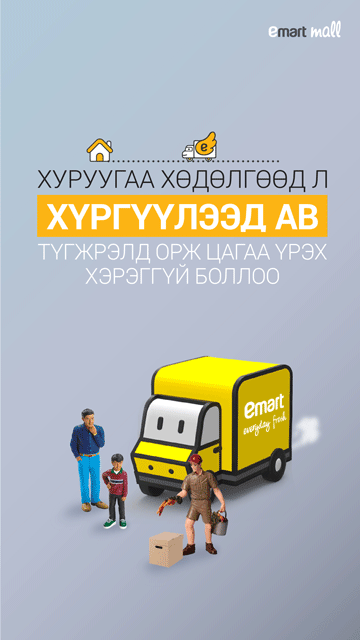 emart mall
ХУРУУГАА ХӨДӨЛГӨӨД Л
ХҮРГҮҮЛЭЭД АВ
ТҮГЖРЭЛД ОРЖ ЦАГАА ҮРЭХ
ХЭРЭГГҮЙ БОЛЛОО
emart
everyday fresh